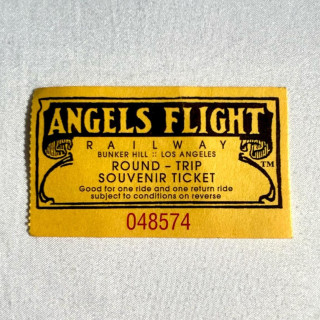 ANGELS FLIGHT
RAILWAY
BUNKER HILL :: LOS ANGELES
ROUND - TRIP
TM
SOUVENIR TICKET
Good for one ride and one return ride
subject to conditions on reverse
048574